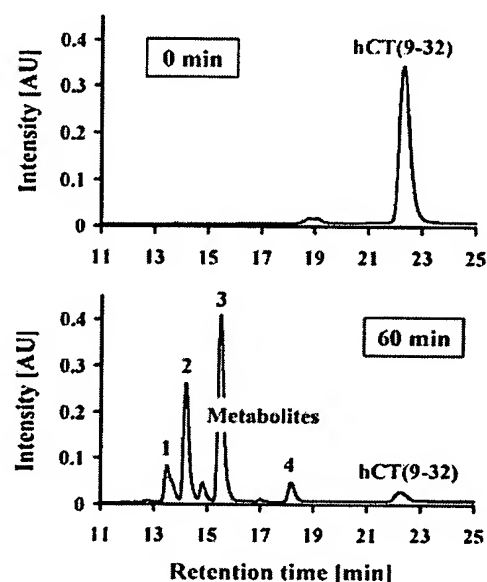 Intensity [AU]
0.4
0.3
0.2
0.1
0
0 min
hCT(9-32)
11 13 15 17 19 21 23 25
Intensity [AU]
0.4
0.3
0.2
0.1
0
60 min
1
2
3
Metabolites
4
hCT(9-32)
11 13 15 17 19 21 23 25
Retention time [min]